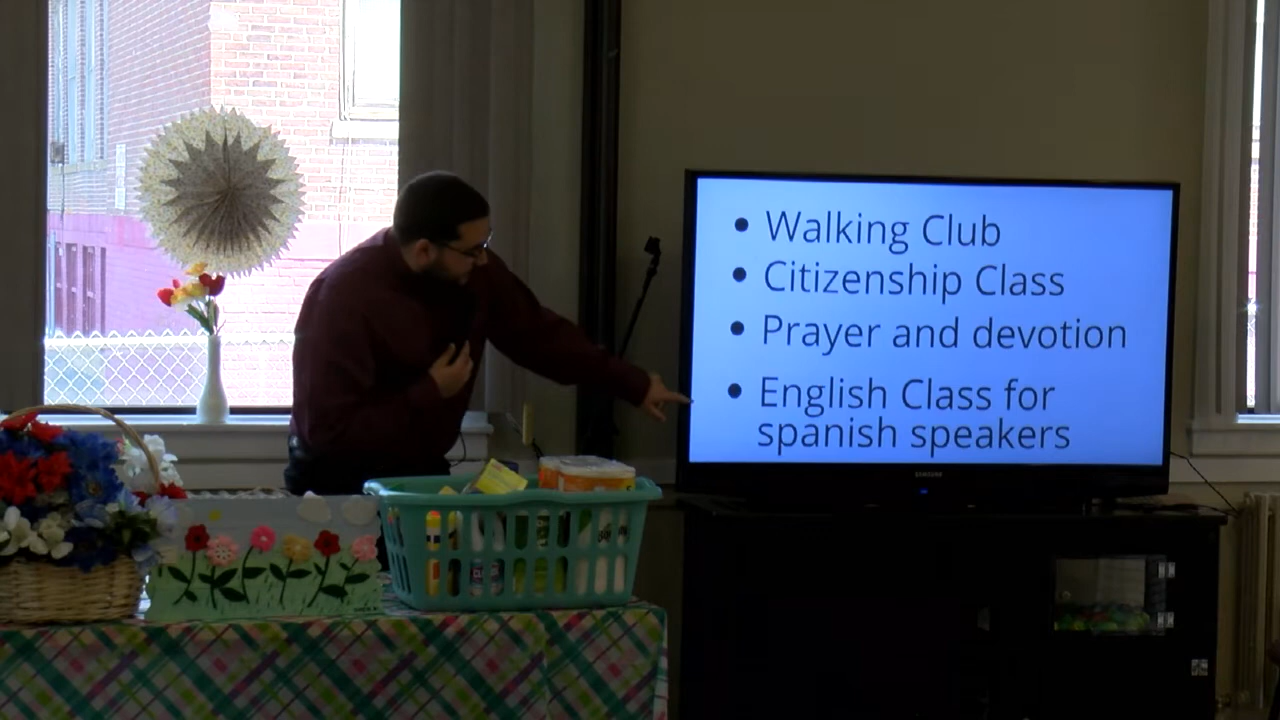 • Walking Club
• Citizenship Class
• Prayer and devotion
• English Class for
spanish speakers
SAMSUNG